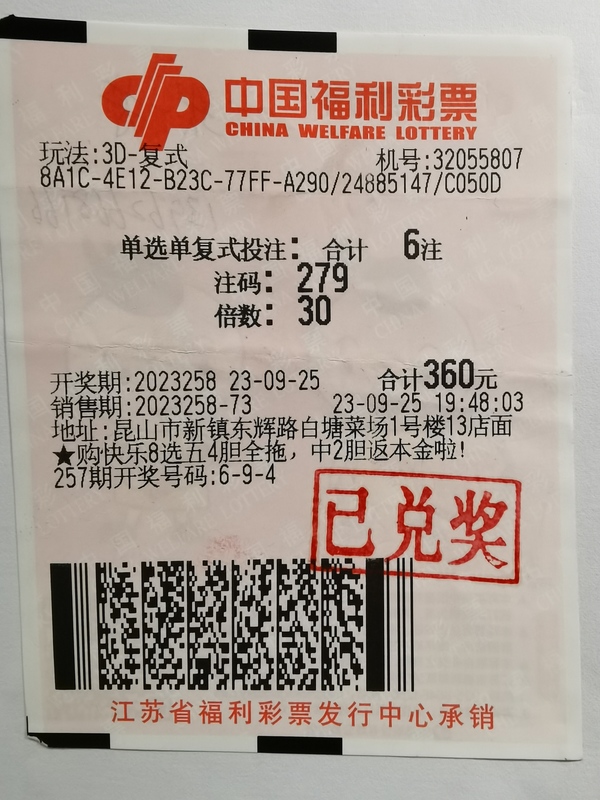 中国福利彩票
CHINA WELFARE LOTTERY
玩法:3D-复式 机号:32055807
8A1C-4E12-B23C-77FF-A290/24885147/C050D
单选单复式投注: 合计 6注
注码: 279
倍数: 30
开奖期:2023258 23-09-25 合计360元
销售期:2023258-73 23-09-25 19:48:03
地址:昆山市新镇东辉路白塘菜场1号楼13店面
★购快乐8选五4胆全拖，中2胆返本金啦!
257期开奖号码:6-9-4
已兑奖
江苏省福利彩票发行中心承销